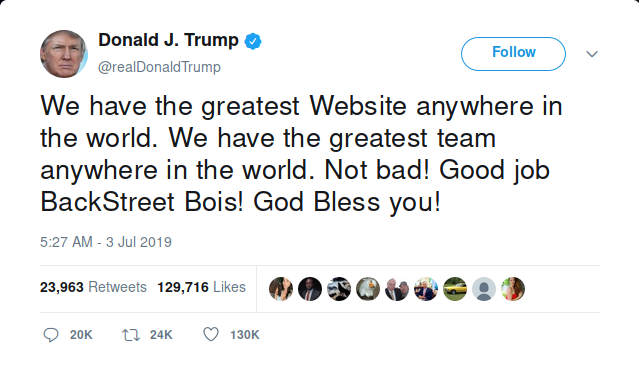 Donald J. Trump
Follow
@realDonaldTrump
We have the greatest Website anywhere in
the world. We have the greatest team
anywhere in the world. Not bad! Good job
BackStreet Bois! God Bless you!
5:27 AM - 3 Jul 2019
23,963 Retweets 129,716 Likes
20K 24K 130K